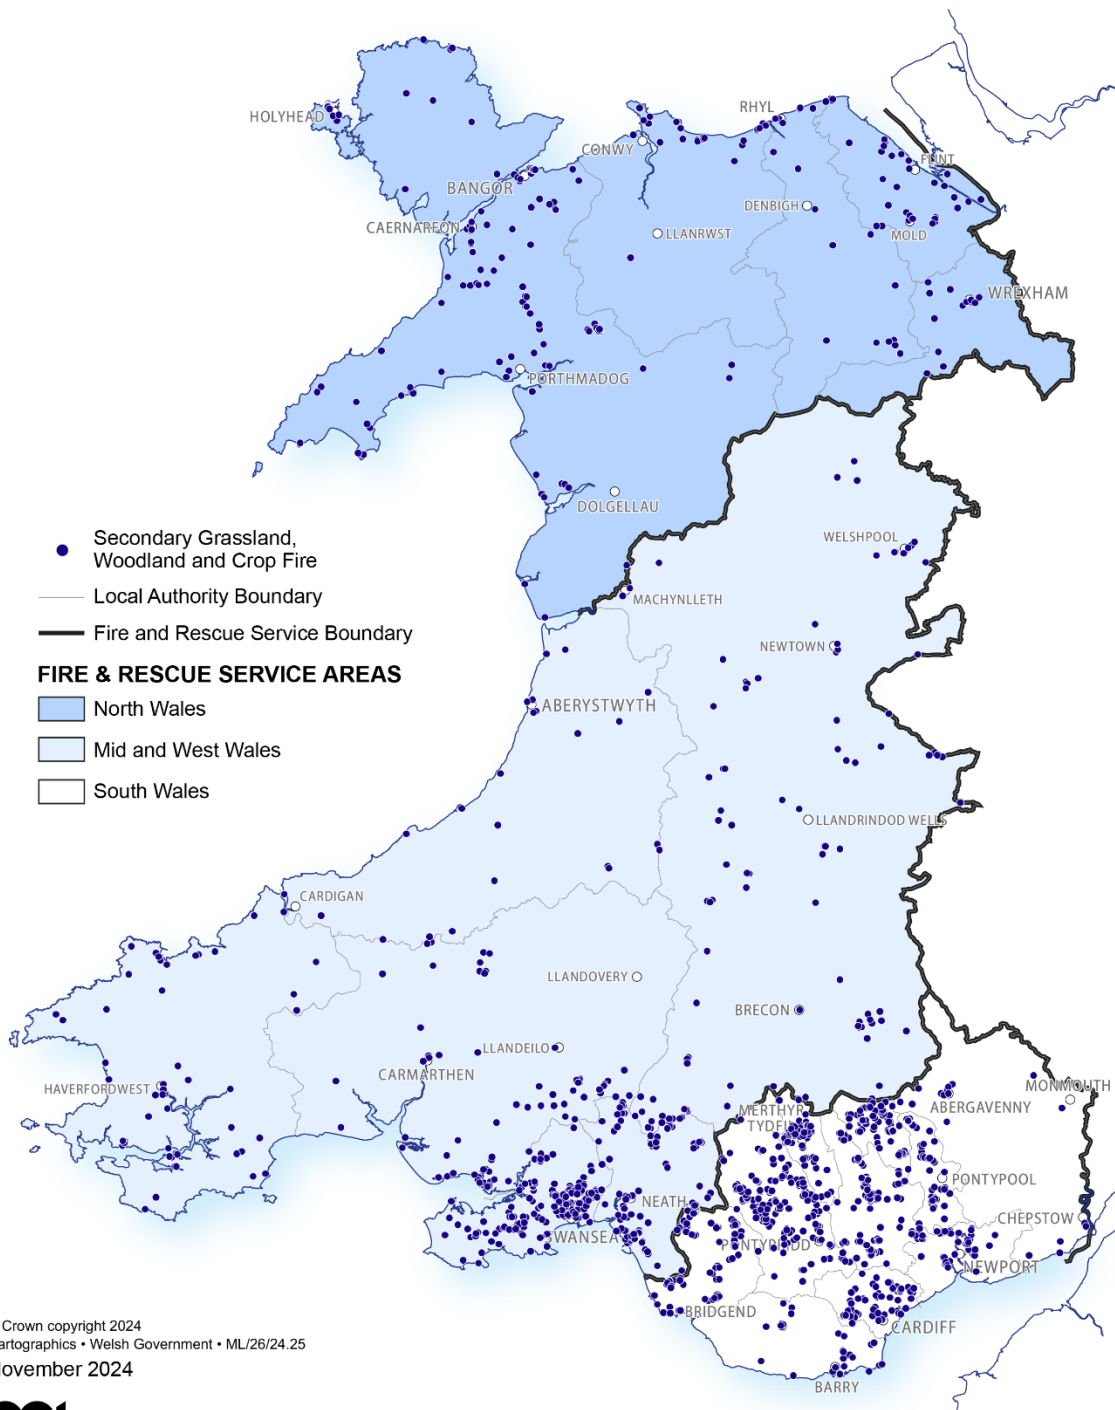 RHYL
HOLYHEAD
CONWY
FLINT
BANGOR
DENBIGH
CAERNARFON
LLANRWST
MOLD
WREXHAM
PORTHMADOG
DOLGELLAU
Secondary Grassland,
Woodland and Crop Fire
Local Authority Boundary
Fire and Rescue Service Boundary
FIRE & RESCUE SERVICE AREAS
North Wales
Mid and West Wales
South Wales
WELSHPOOL
MACHYNLLETH
NEWTOWN
ABERYSTWYTH
LLANDRINDOD WELLS
CARDIGAN
LLANDOVERY
BRECON
LLANDEILO
CARMARTHEN
HAVERFORDWEST
MONMOUTH
MERTHYR
TYDFIL
ABERGAVENNY
PONTYPOOL
NEATH
CHEPSTOW
SWANSEA
PONTYPRIDD
NEWPORT
BRIDGEND
CARDIFF
BARRY
Crown copyright 2024
artographics • Welsh Government • ML/26/24.25
ovember 2024